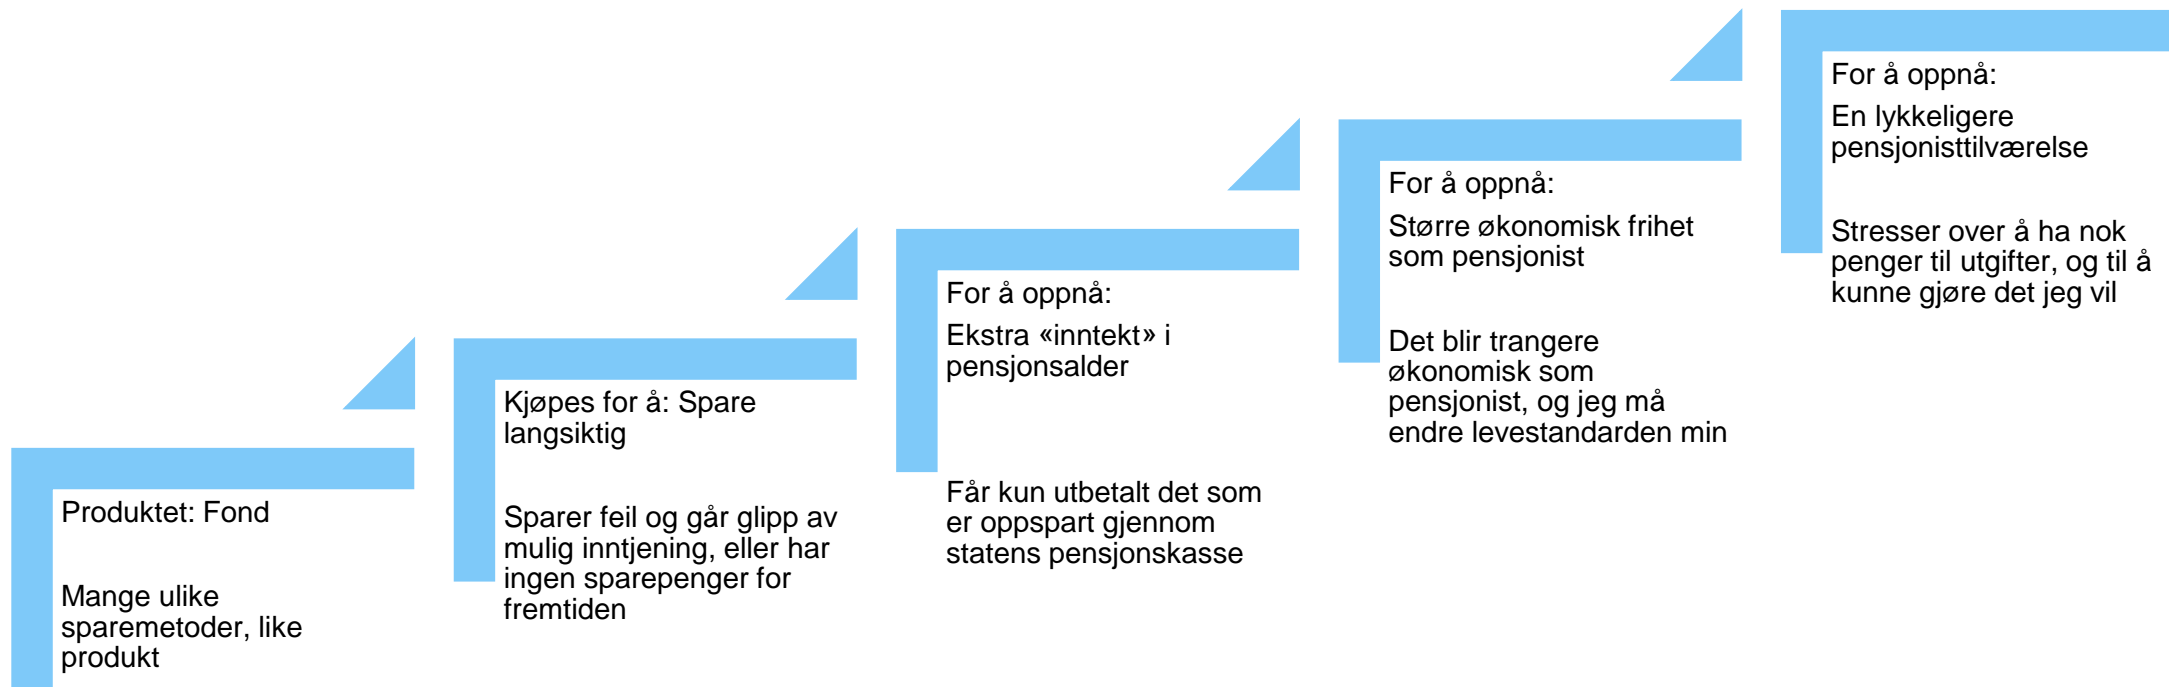 Produktet: Fond
Mange ulike
sparemetoder, like
produkt
Kjøpes for å: Spare
langsiktig
Sparer feil og går glipp av
mulig inntjening, eller har
ingen sparepenger for
fremtiden
For å oppnå:
Ekstra «inntekt» i
pensjonsalder
Får kun utbetalt det som
er oppspart gjennom
statens pensjonskasse
For å oppnå:
Større økonomisk frihet
som pensjonist
Det blir trangere
økonomisk som
pensjonist, og jeg må
endre levestandarden min
For å oppnå:
En lykkeligere
pensjonisttilværelse
Stresser over å ha nok
penger til utgifter, og til å
kunne gjøre det jeg vil